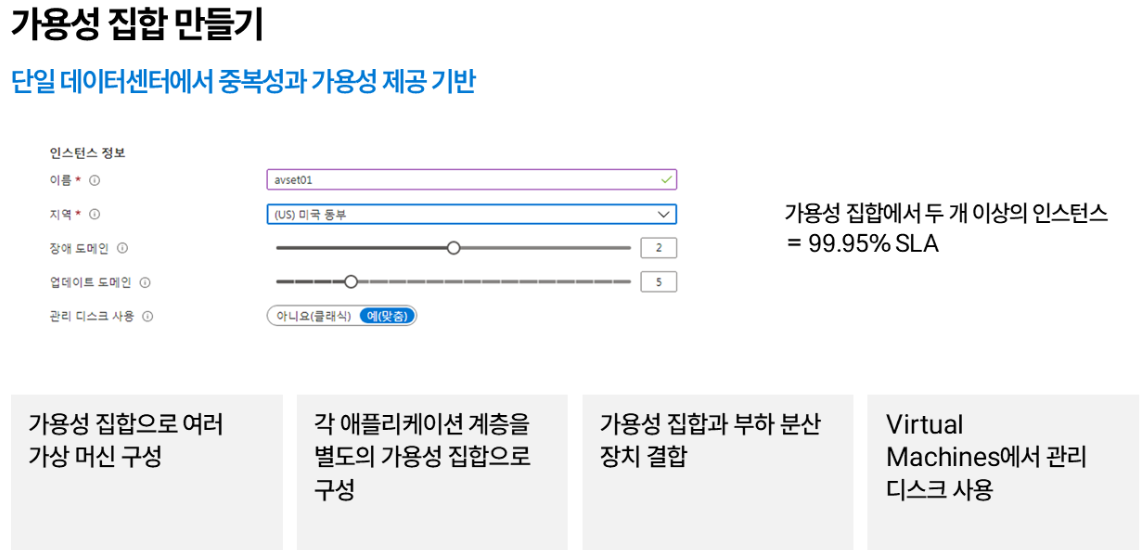 가용성 집합 만들기
단일 데이터센터에서 중복성과 가용성 제공 기반
인스턴스 정보
이름 *
avset01
지역 *
(US) 미국 동부
장애 도메인
2
업데이트 도메인
5
관리 디스크 사용
아니요(클래식) 예(맞춤)
가용성 집합에서 두 개 이상의 인스턴스
= 99.95% SLA
가용성 집합으로 여러
가상 머신 구성
각 애플리케이션 계층을
별도의 가용성 집합으로
구성
가용성 집합과 부하 분산
장치 결합
Virtual
Machines에서 관리
디스크 사용